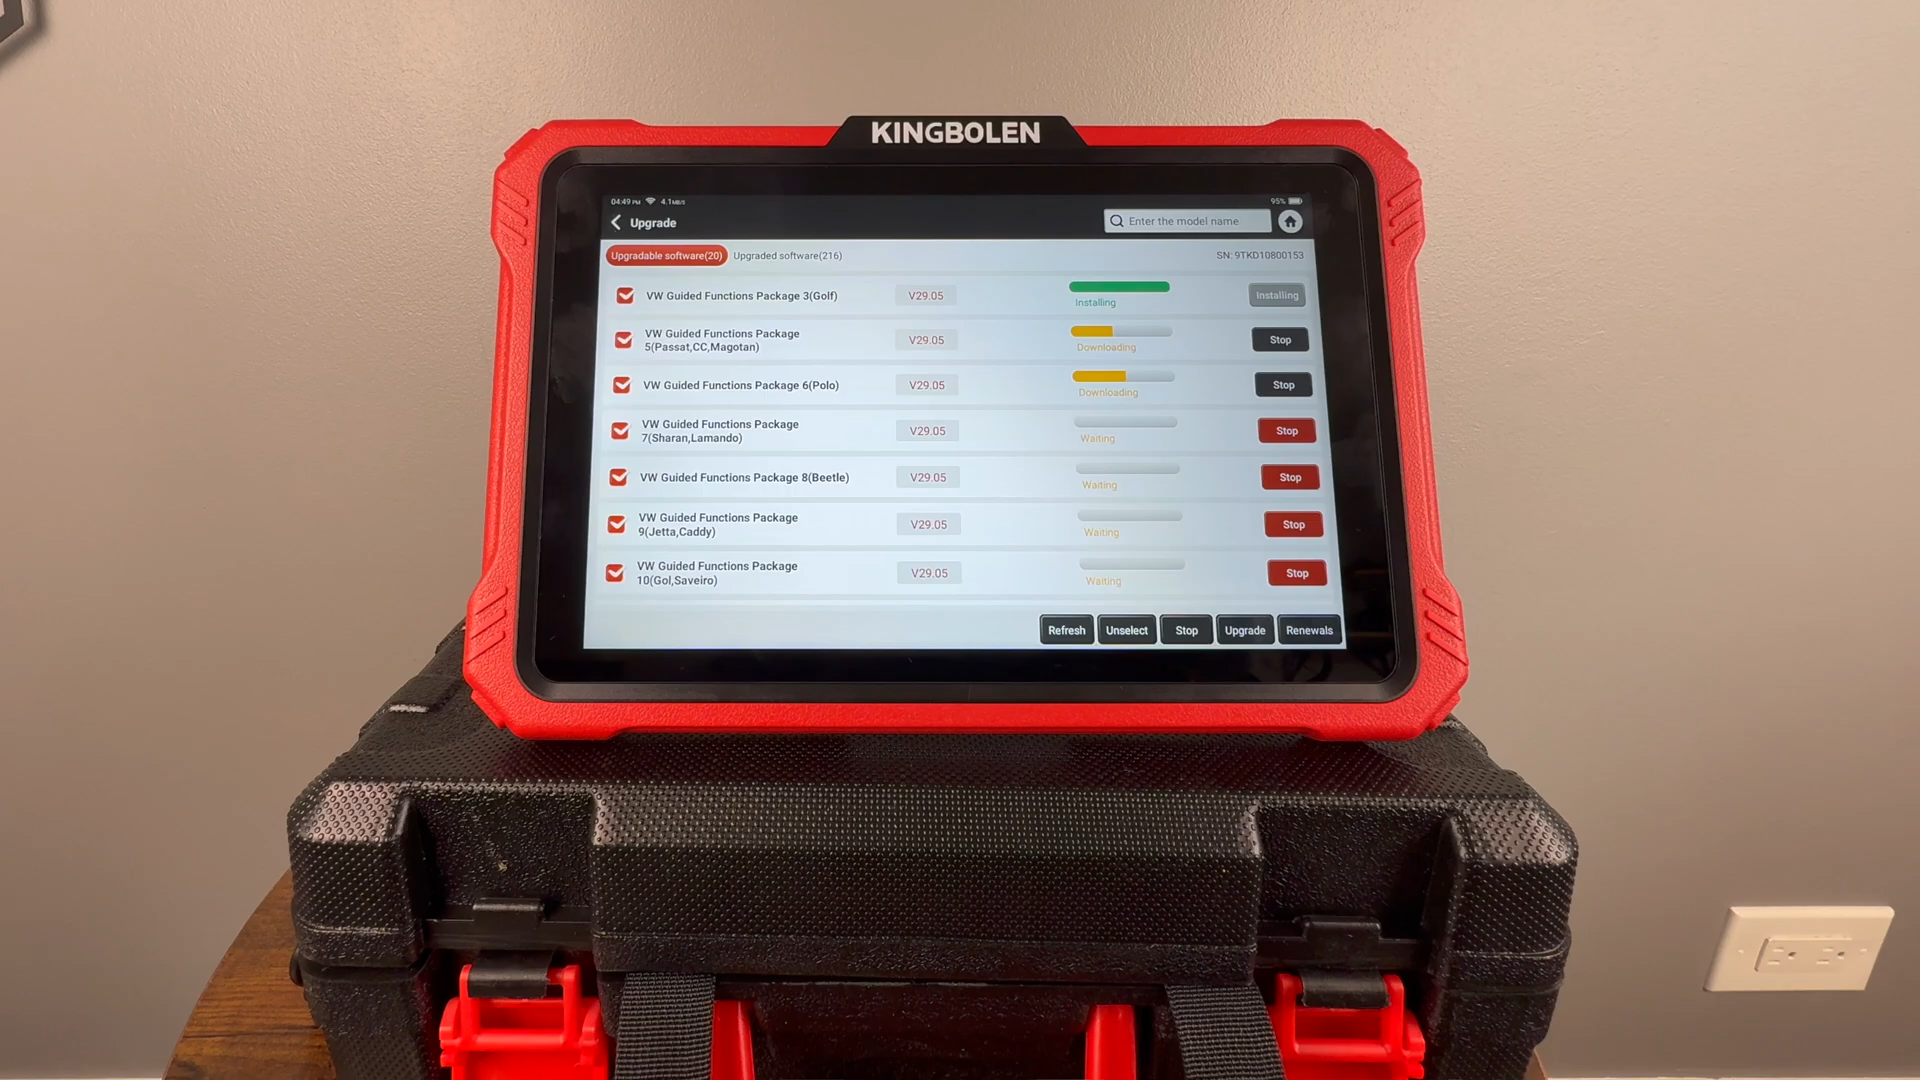 KINGBOLEN
04:49 PM 4.1MB/S 95%
Upgrade Enter the model name
Upgradable software(20) Upgraded software(216) SN: 9TKD10800153
VW Guided Functions Package 3(Golf) V29.05 Installing Installing
VW Guided Functions Package
5(Passat,CC,Magotan) V29.05 Downloading Stop
VW Guided Functions Package 6(Polo) V29.05 Downloading Stop
VW Guided Functions Package
7(Sharan,Lamando) V29.05 Waiting Stop
VW Guided Functions Package 8(Beetle) V29.05 Waiting Stop
VW Guided Functions Package
9(Jetta,Caddy) V29.05 Waiting Stop
VW Guided Functions Package
10(Gol,Saveiro) V29.05 Waiting Stop
Refresh Unselect Stop Upgrade Renewals